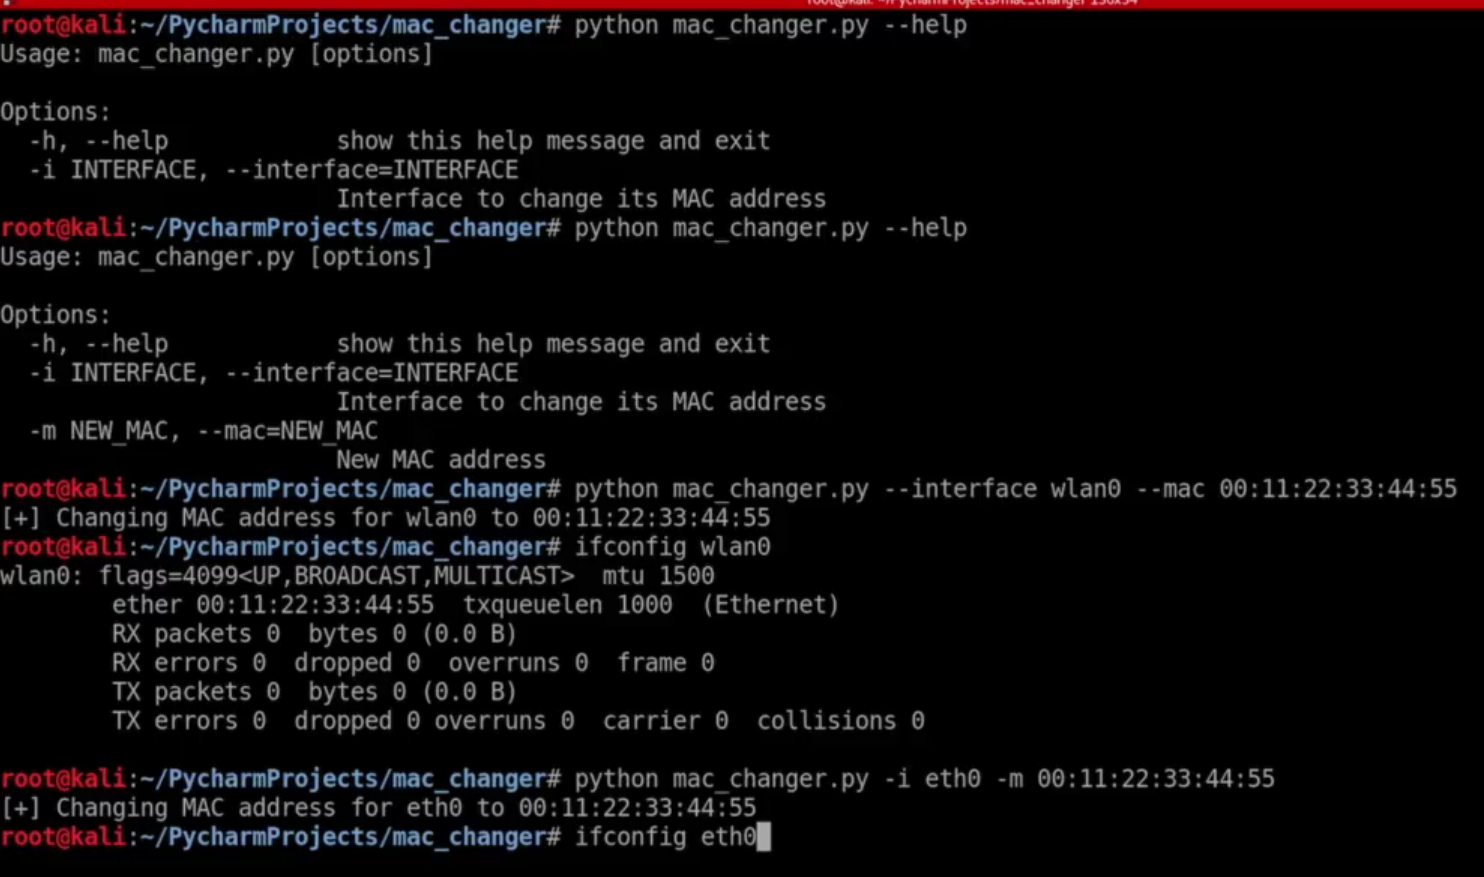 root@kali: ~/PycharmProjects/mac_changer 136x34
root@kali:~/PycharmProjects/mac_changer# python mac_changer.py --help
Usage: mac_changer.py [options]
Options:
-h, --help show this help message and exit
-i INTERFACE, --interface=INTERFACE
Interface to change its MAC address
root@kali:~/PycharmProjects/mac_changer# python mac_changer.py --help
Usage: mac_changer.py [options]
Options:
-h, --help show this help message and exit
-i INTERFACE, --interface=INTERFACE
Interface to change its MAC address
-m NEW_MAC, --mac=NEW_MAC
New MAC address
root@kali:~/PycharmProjects/mac_changer# python mac_changer.py --interface wlan0 --mac 00:11:22:33:44:55
[+] Changing MAC address for wlan0 to 00:11:22:33:44:55
root@kali:~/PycharmProjects/mac_changer# ifconfig wlan0
wlan0: flags=4099<UP,BROADCAST,MULTICAST> mtu 1500
ether 00:11:22:33:44:55 txqueuelen 1000 (Ethernet)
RX packets 0 bytes 0 (0.0 B)
RX errors 0 dropped 0 overruns 0 frame 0
TX packets 0 bytes 0 (0.0 B)
TX errors 0 dropped 0 overruns 0 carrier 0 collisions 0
root@kali:~/PycharmProjects/mac_changer# python mac_changer.py -i eth0 -m 00:11:22:33:44:55
[+] Changing MAC address for eth0 to 00:11:22:33:44:55
root@kali:~/PycharmProjects/mac_changer# ifconfig eth0